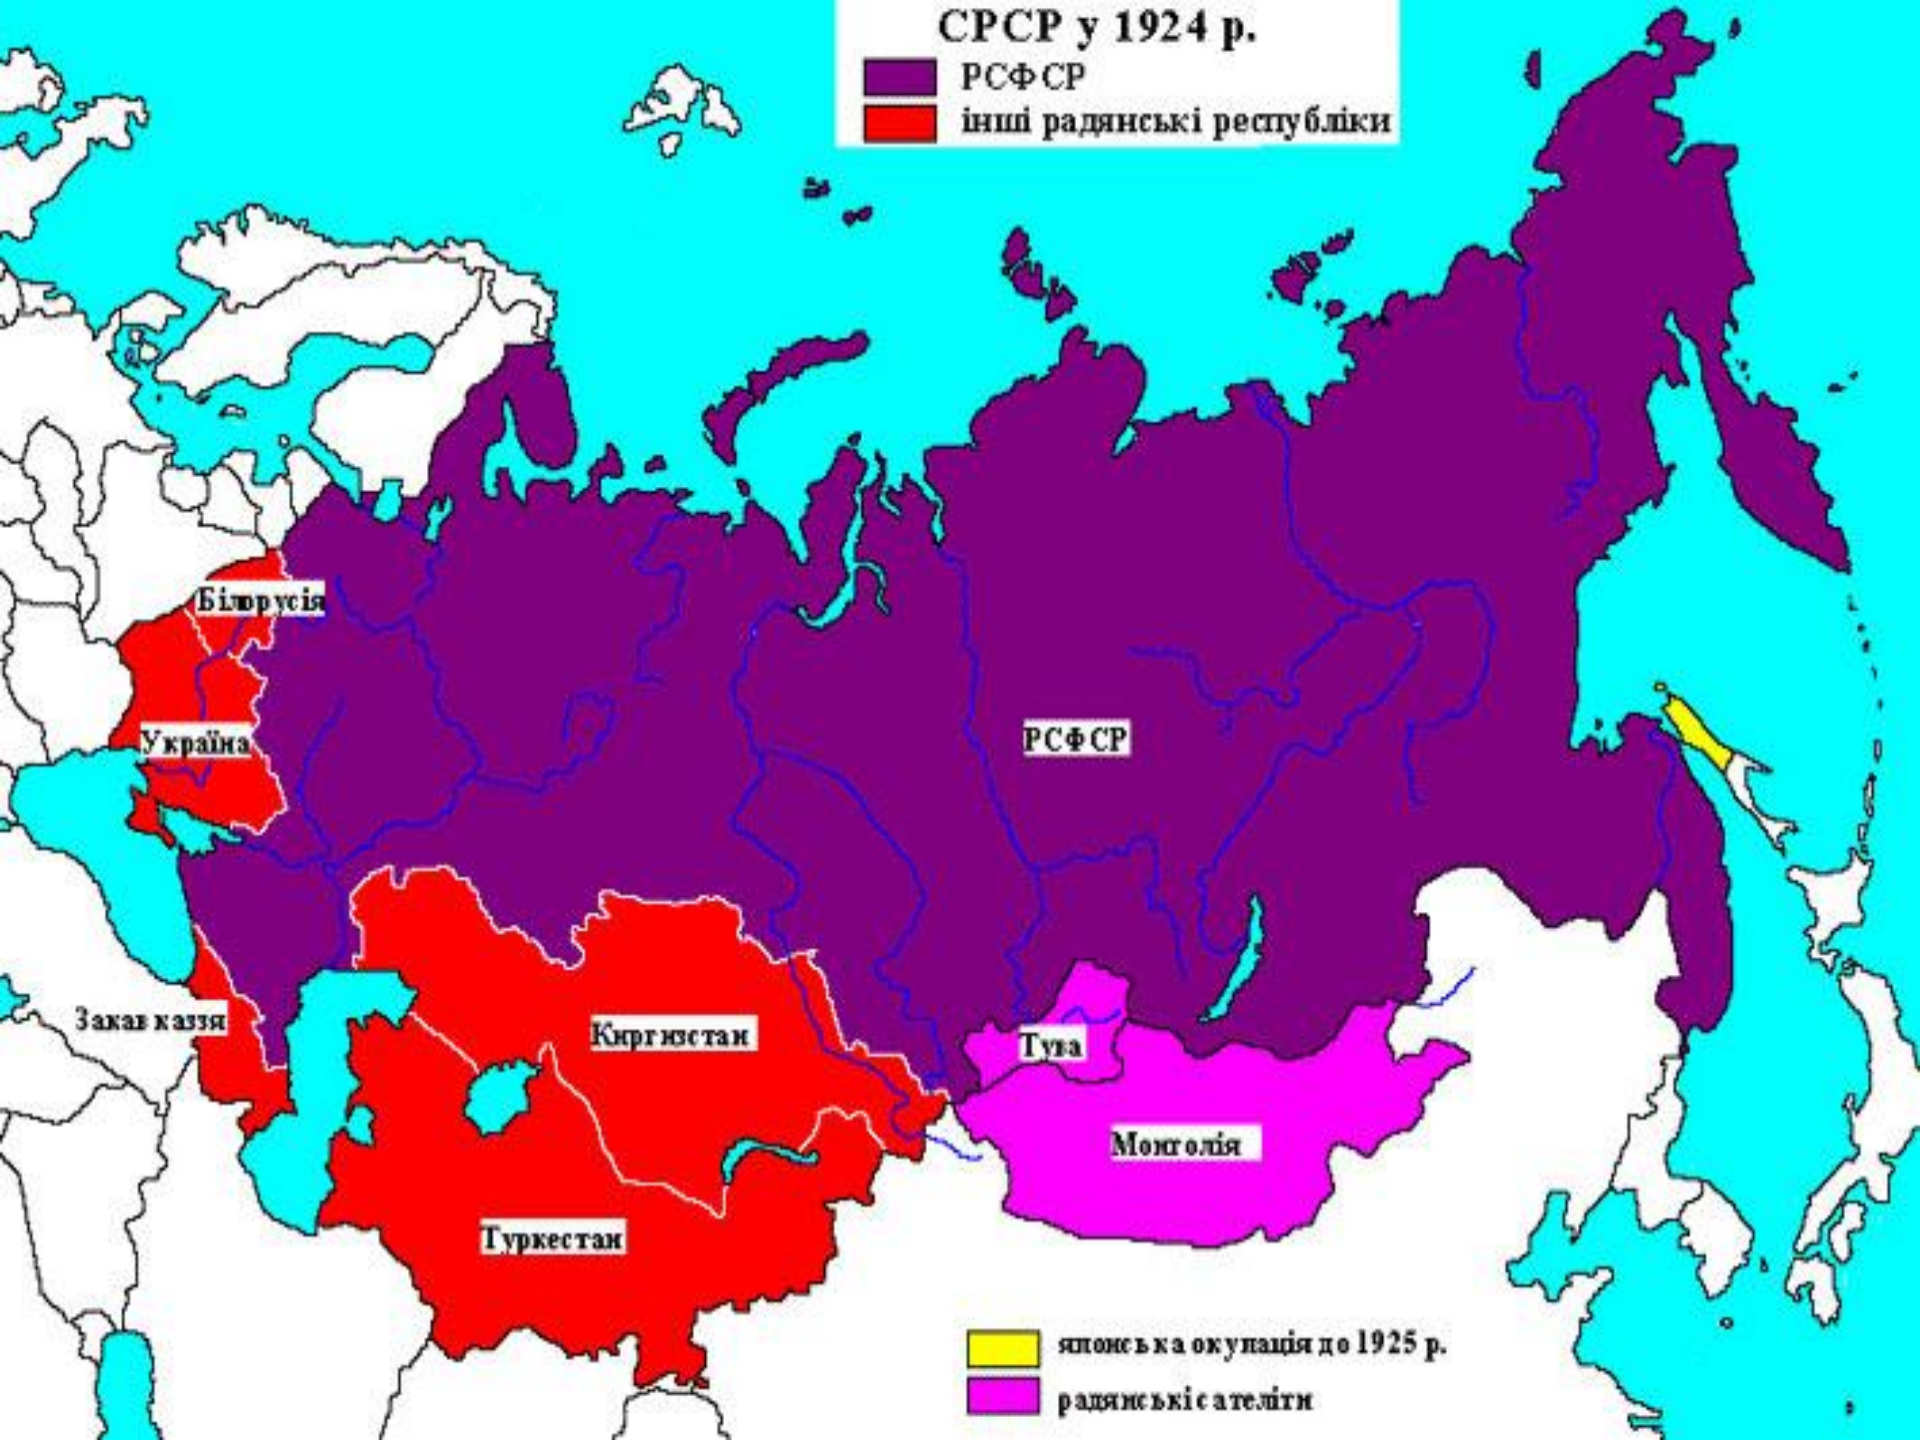 СРСР у 1924 р.
РСФСР
інші радянські республіки
Білорусія
Україна
РСФСР
Закавказзя
Киргизстан
Тува
Монголія
Туркестан
японська окупація до 1925 р.
радянські сателіти